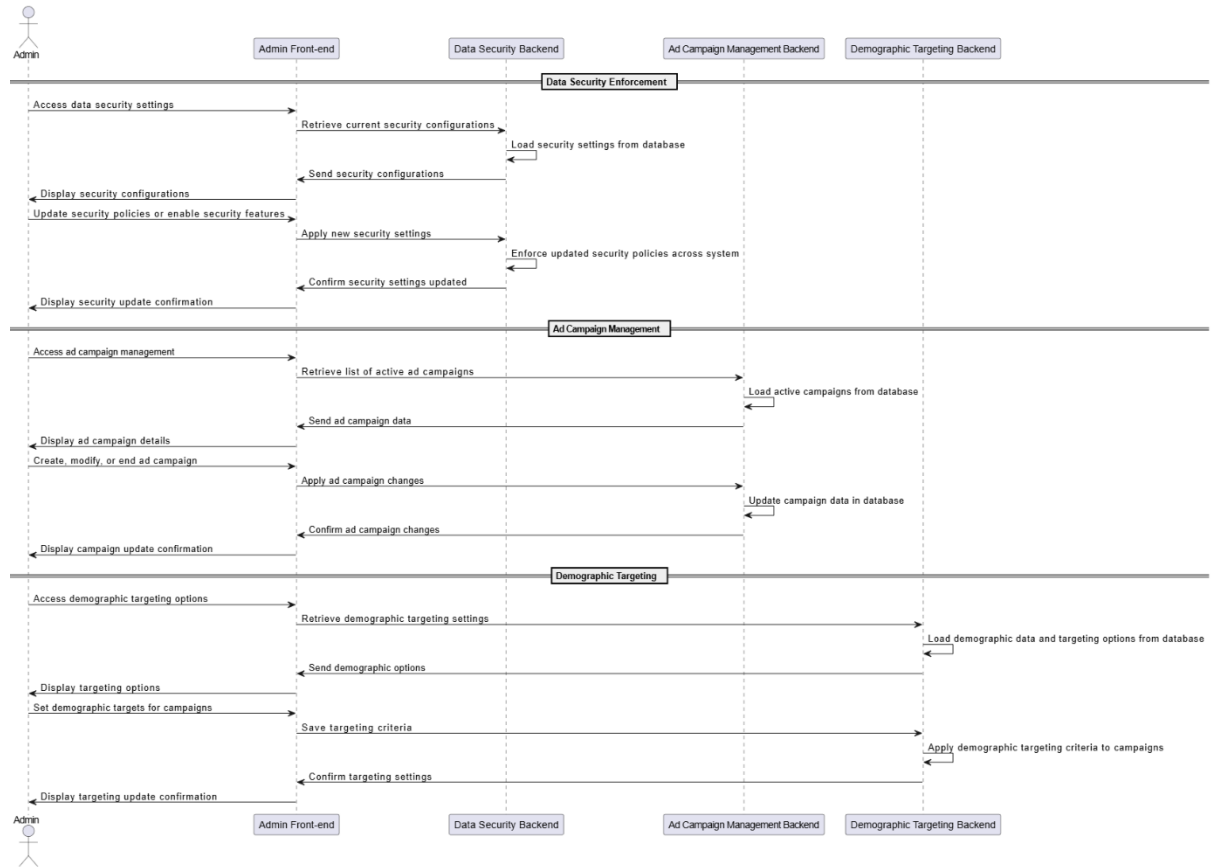 Admin
Admin Front-end
Data Security Backend
Ad Campaign Management Backend
Demographic Targeting Backend
Data Security Enforcement
Access data security settings
Retrieve current security configurations
Load security settings from database
Send security configurations
Display security configurations
Update security policies or enable security features
Apply new security settings
Enforce updated security policies across system
Confirm security settings updated
Display security update confirmation
Ad Campaign Management
Access ad campaign management
Retrieve list of active ad campaigns
Load active campaigns from database
Send ad campaign data
Display ad campaign details
Create, modify, or end ad campaign
Apply ad campaign changes
Update campaign data in database
Confirm ad campaign changes
Display campaign update confirmation
Demographic Targeting
Access demographic targeting options
Retrieve demographic targeting settings
Load demographic data and targeting options from database
Send demographic options
Display targeting options
Set demographic targets for campaigns
Save targeting criteria
Apply demographic targeting criteria to campaigns
Confirm targeting settings
Display targeting update confirmation
Admin
Admin Front-end
Data Security Backend
Ad Campaign Management Backend
Demographic Targeting Backend